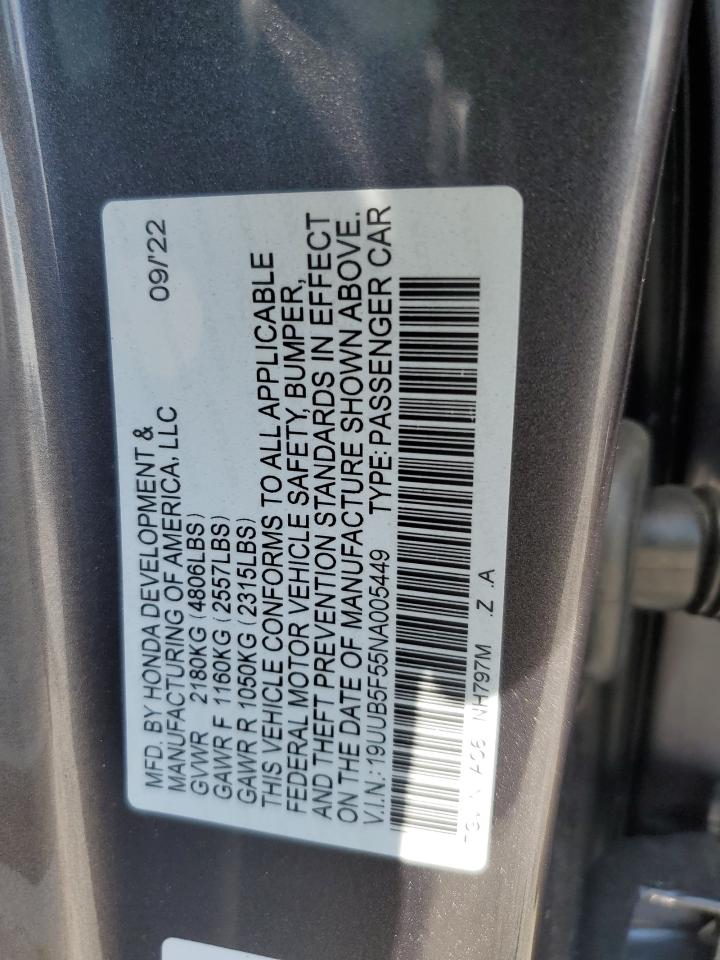 MFD. BY HONDA DEVELOPMENT & 09/'22
MANUFACTURING OF AMERICA, LLC
GVWR 2180KG (4806LBS)
GAWR F 1160KG (2557LBS)
GAWR R 1050KG (2315LBS)
THIS VEHICLE CONFORMS TO ALL APPLICABLE
FEDERAL MOTOR VEHICLE SAFETY, BUMPER,
AND THEFT PREVENTION STANDARDS IN EFFECT
ON THE DATE OF MANUFACTURE SHOWN ABOVE.
V.I.N.:19UUB5F55NA005449 TYPE:PASSENGER CAR
NH797M .Z .A